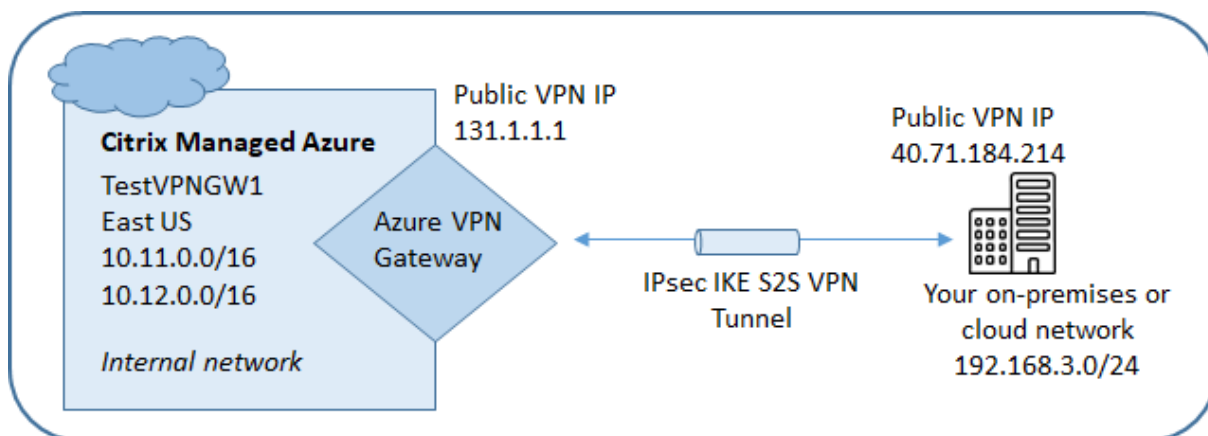 Citrix Managed Azure
TestVPNGW1
East US
10.11.0.0/16
10.12.0.0/16
Internal network
Public VPN IP
131.1.1.1
Azure VPN
Gateway
IPsec IKE S2S VPN
Tunnel
Public VPN IP
40.71.184.214
Your on-premises or
cloud network
192.168.3.0/24